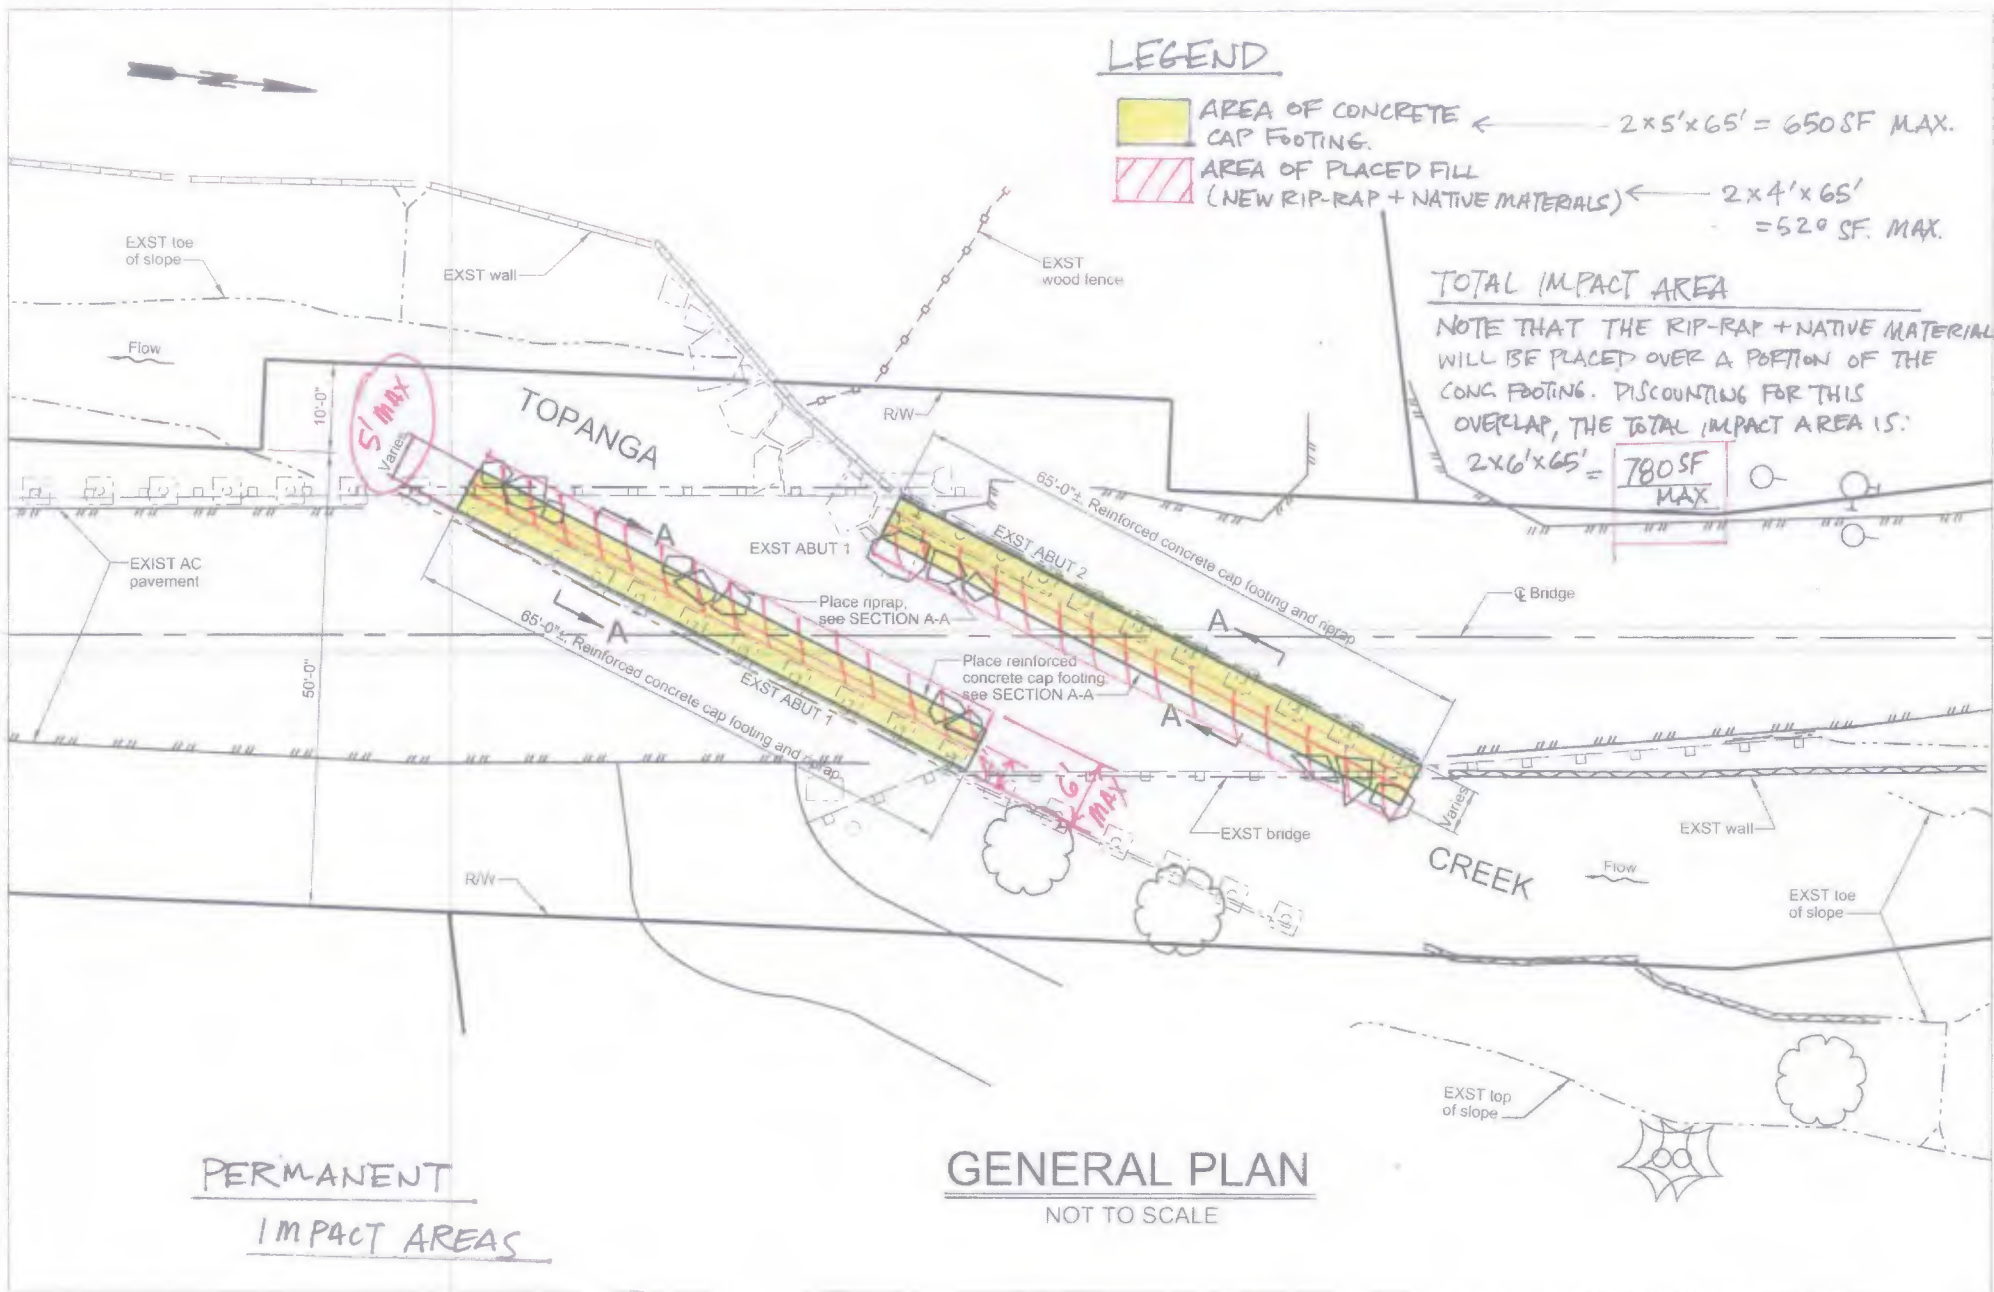 LEGEND
AREA OF CONCRETE
CAP FOOTING.
← 2×5'×65' = 650 SF MAX.
AREA OF PLACED FILL
(NEW RIP-RAP + NATIVE MATERIALS)
← 2×4'×65'
=520 SF. MAX.
TOTAL IMPACT AREA
NOTE THAT THE RIP-RAP + NATIVE MATERIAL
WILL BE PLACED OVER A PORTION OF THE
CONC FOOTING. DISCOUNTING FOR THIS
OVERLAP, THE TOTAL IMPACT AREA IS:
2×6'×65' = 780 SF
MAX
N
EXST toe
of slope
EXST wall
EXST
wood fence
Flow
10'-0"
5' MAX
Varies
TOPANGA
R/W
65'-0"± Reinforced concrete cap footing and riprap
A
EXST ABUT 1
EXST ABUT 2
EXIST AC
pavement
Place riprap,
see SECTION A-A
℄ Bridge
A
A
65'-0"± Reinforced concrete cap footing and riprap
Place reinforced
concrete cap footing
see SECTION A-A
50'-0"
EXST ABUT 1
A
6'
MAX
Varies
EXST bridge
EXST wall
CREEK
Flow
R/W
EXST toe
of slope
EXST top
of slope
PERMANENT
IMPACT AREAS
GENERAL PLAN
NOT TO SCALE